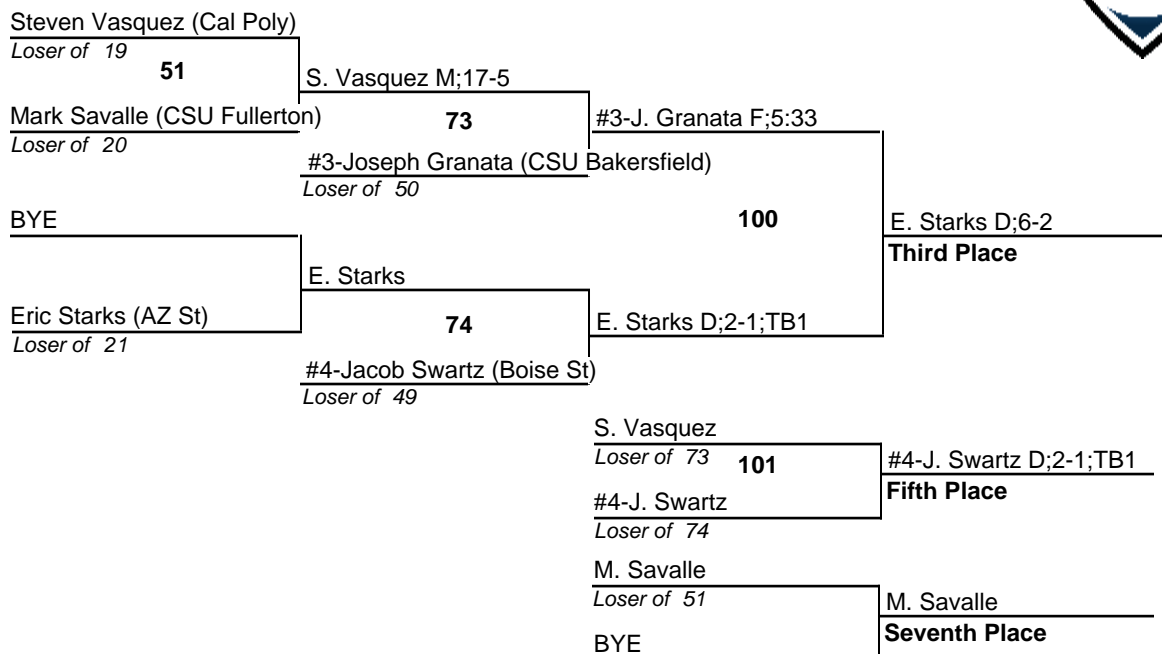 Steven Vasquez (Cal Poly)
Loser of 19
51
S. Vasquez M;17-5
Mark Savalle (CSU Fullerton)
Loser of 20
73
#3-J. Granata F;5:33
#3-Joseph Granata (CSU Bakersfield)
Loser of 50
BYE
100
E. Starks D;6-2
Third Place
E. Starks
Eric Starks (AZ St)
Loser of 21
74
E. Starks D;2-1;TB1
#4-Jacob Swartz (Boise St)
Loser of 49
S. Vasquez
Loser of 73
101
#4-J. Swartz D;2-1;TB1
Fifth Place
#4-J. Swartz
Loser of 74
M. Savalle
Loser of 51
M. Savalle
Seventh Place
BYE